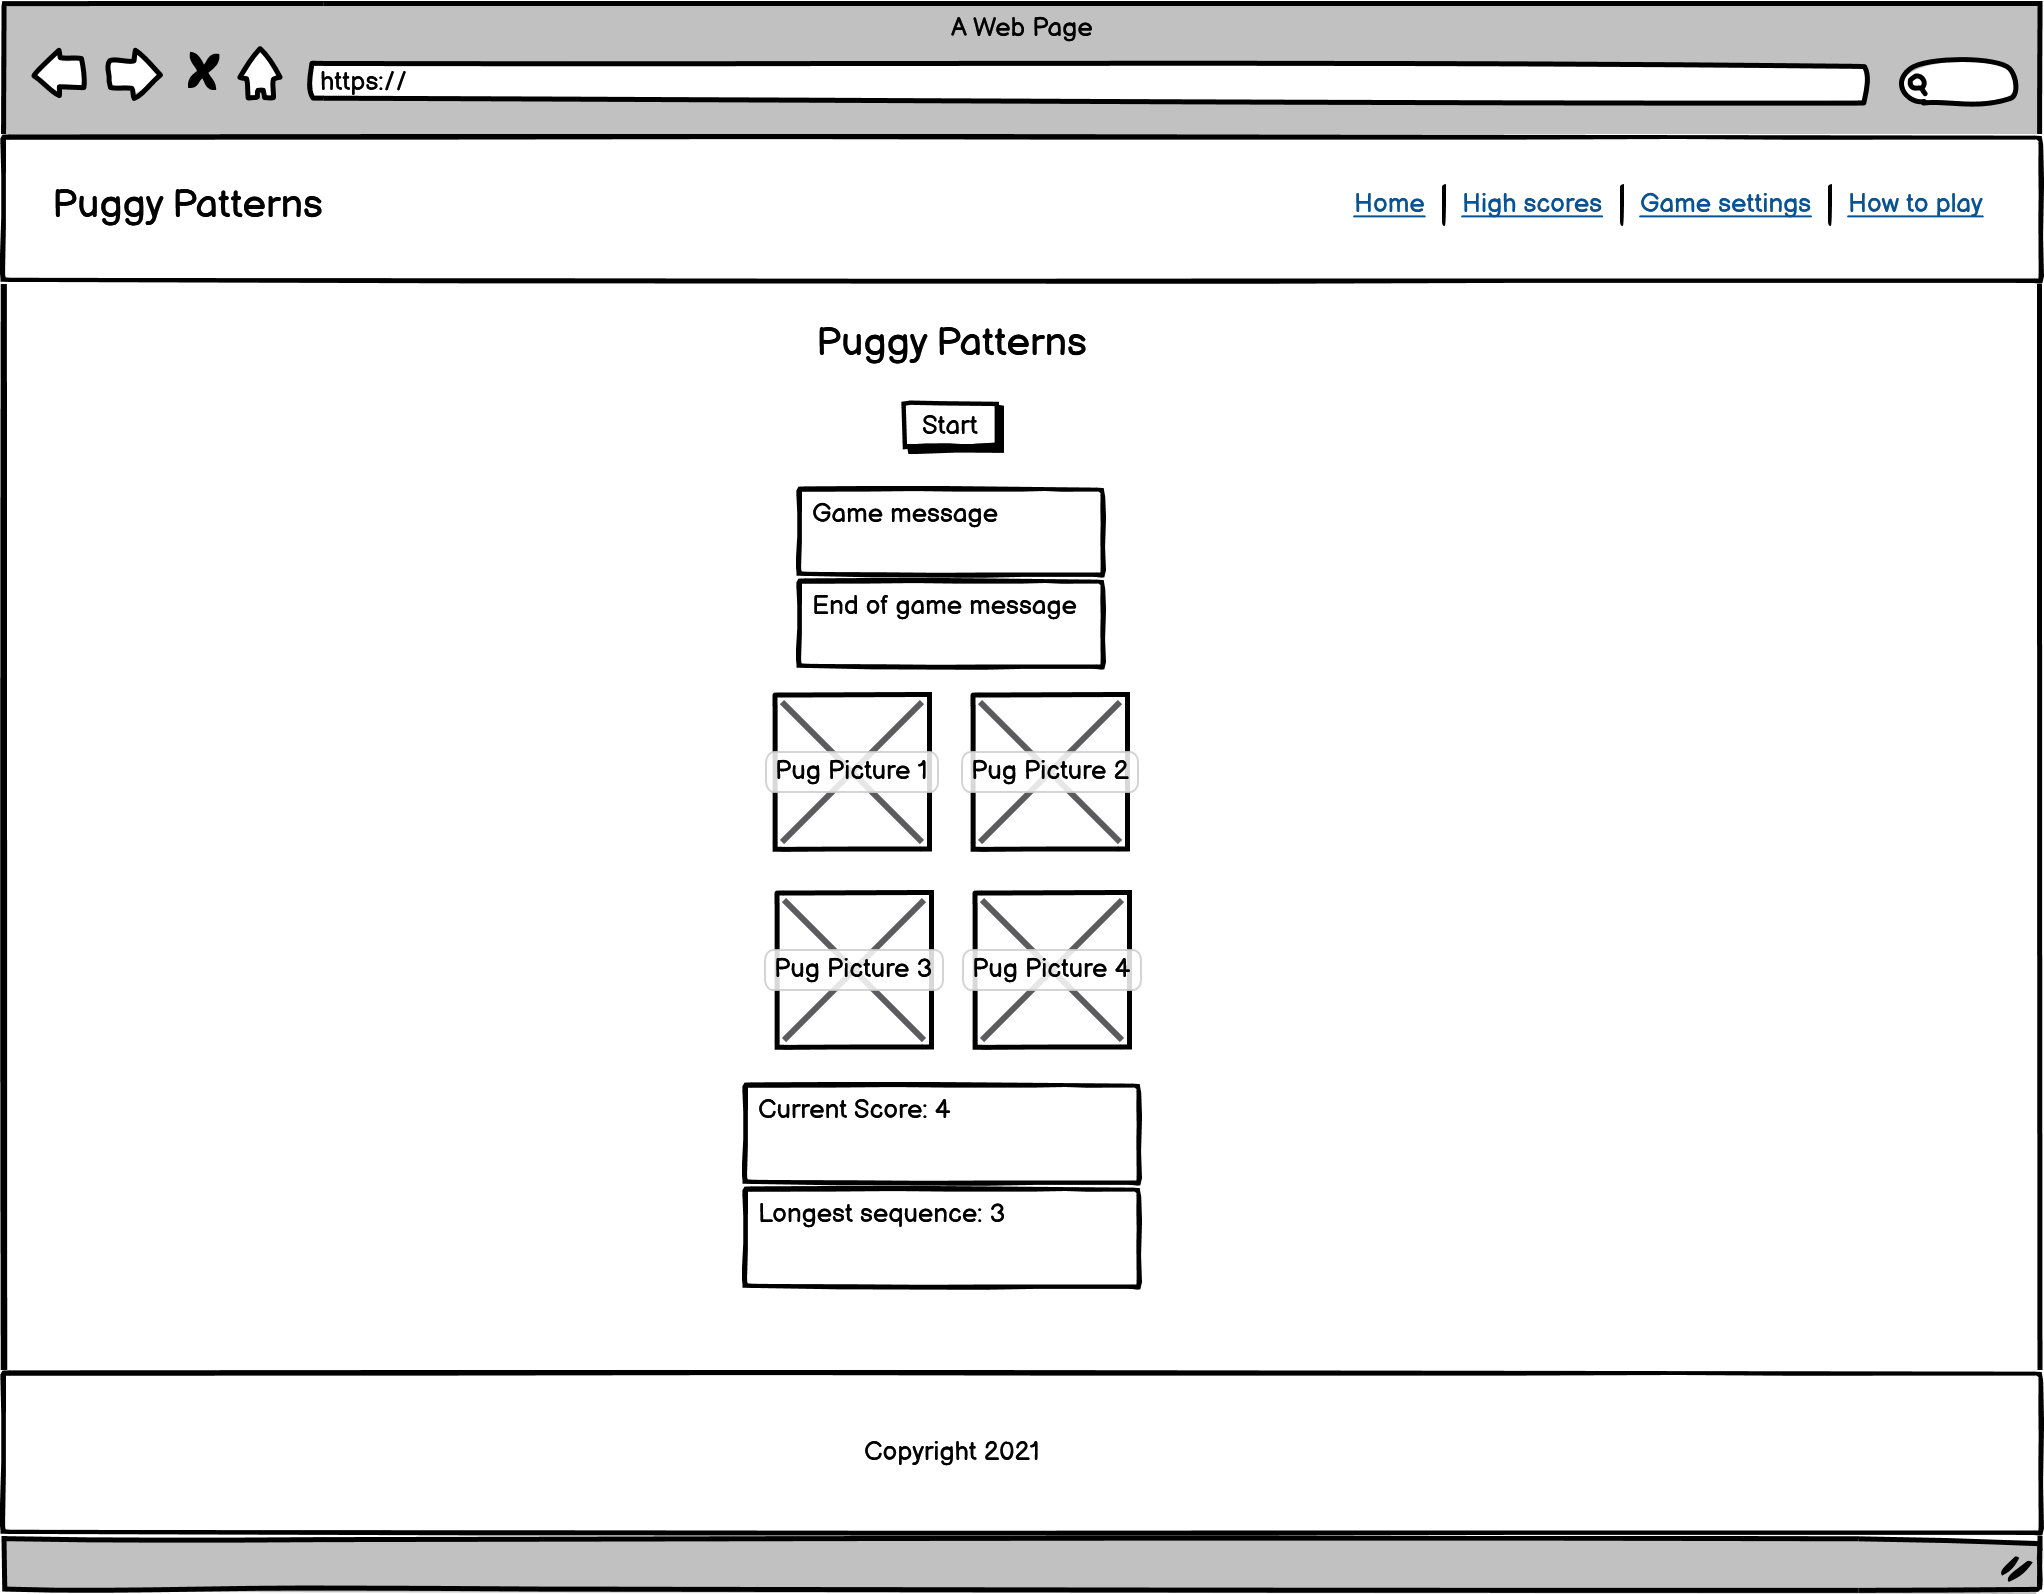 A Web Page
https://
Puggy Patterns
Home | High scores | Game settings | How to play
Puggy Patterns
Start
Game message
End of game message
Pug Picture 1 Pug Picture 2
Pug Picture 3 Pug Picture 4
Current Score: 4
Longest sequence: 3
Copyright 2021